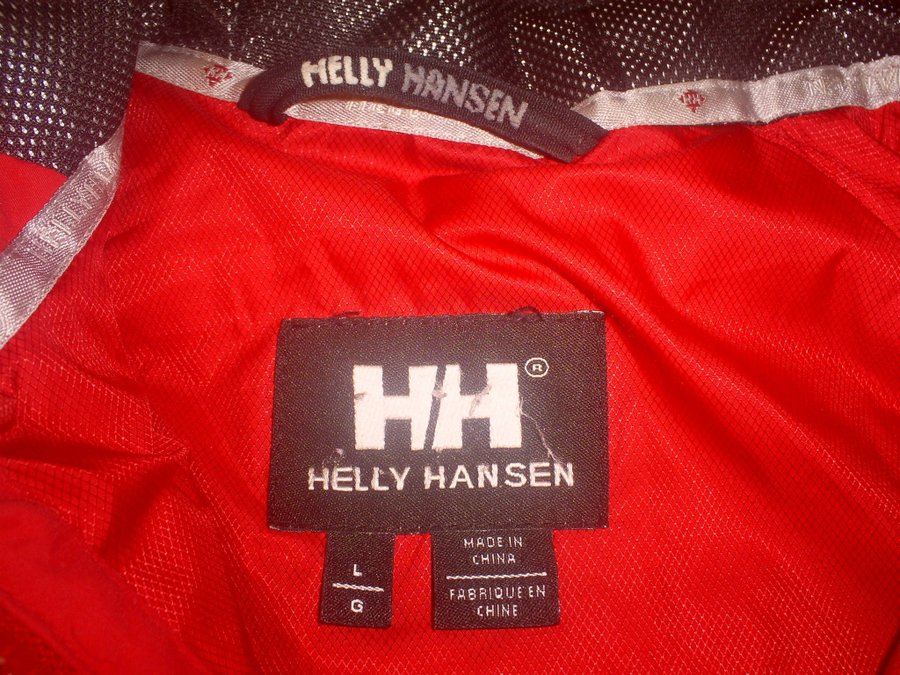 HELLY HANSEN
HH®
HELLY HANSEN
L
G
MADE IN
CHINA
FABRIQUE EN
CHINE